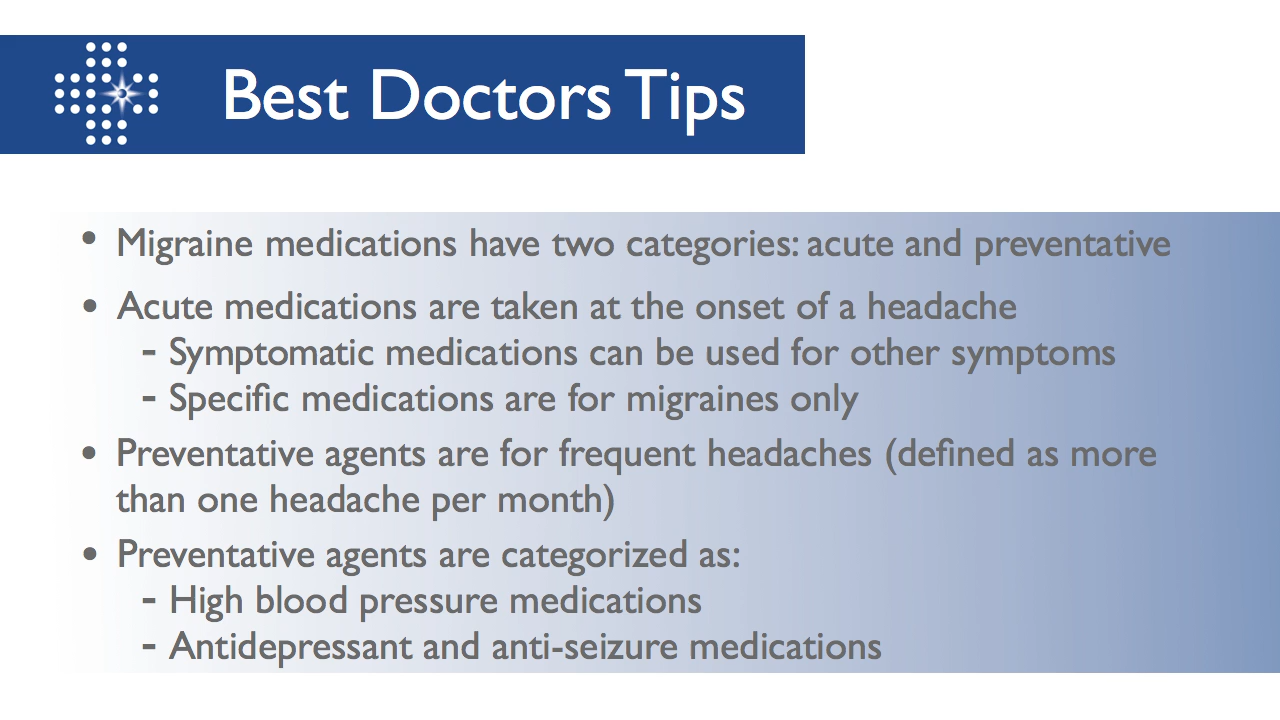 Best Doctors Tips
• Migraine medications have two categories: acute and preventative
• Acute medications are taken at the onset of a headache
- Symptomatic medications can be used for other symptoms
- Specific medications are for migraines only
• Preventative agents are for frequent headaches (defined as more
than one headache per month)
• Preventative agents are categorized as:
- High blood pressure medications
- Antidepressant and anti-seizure medications